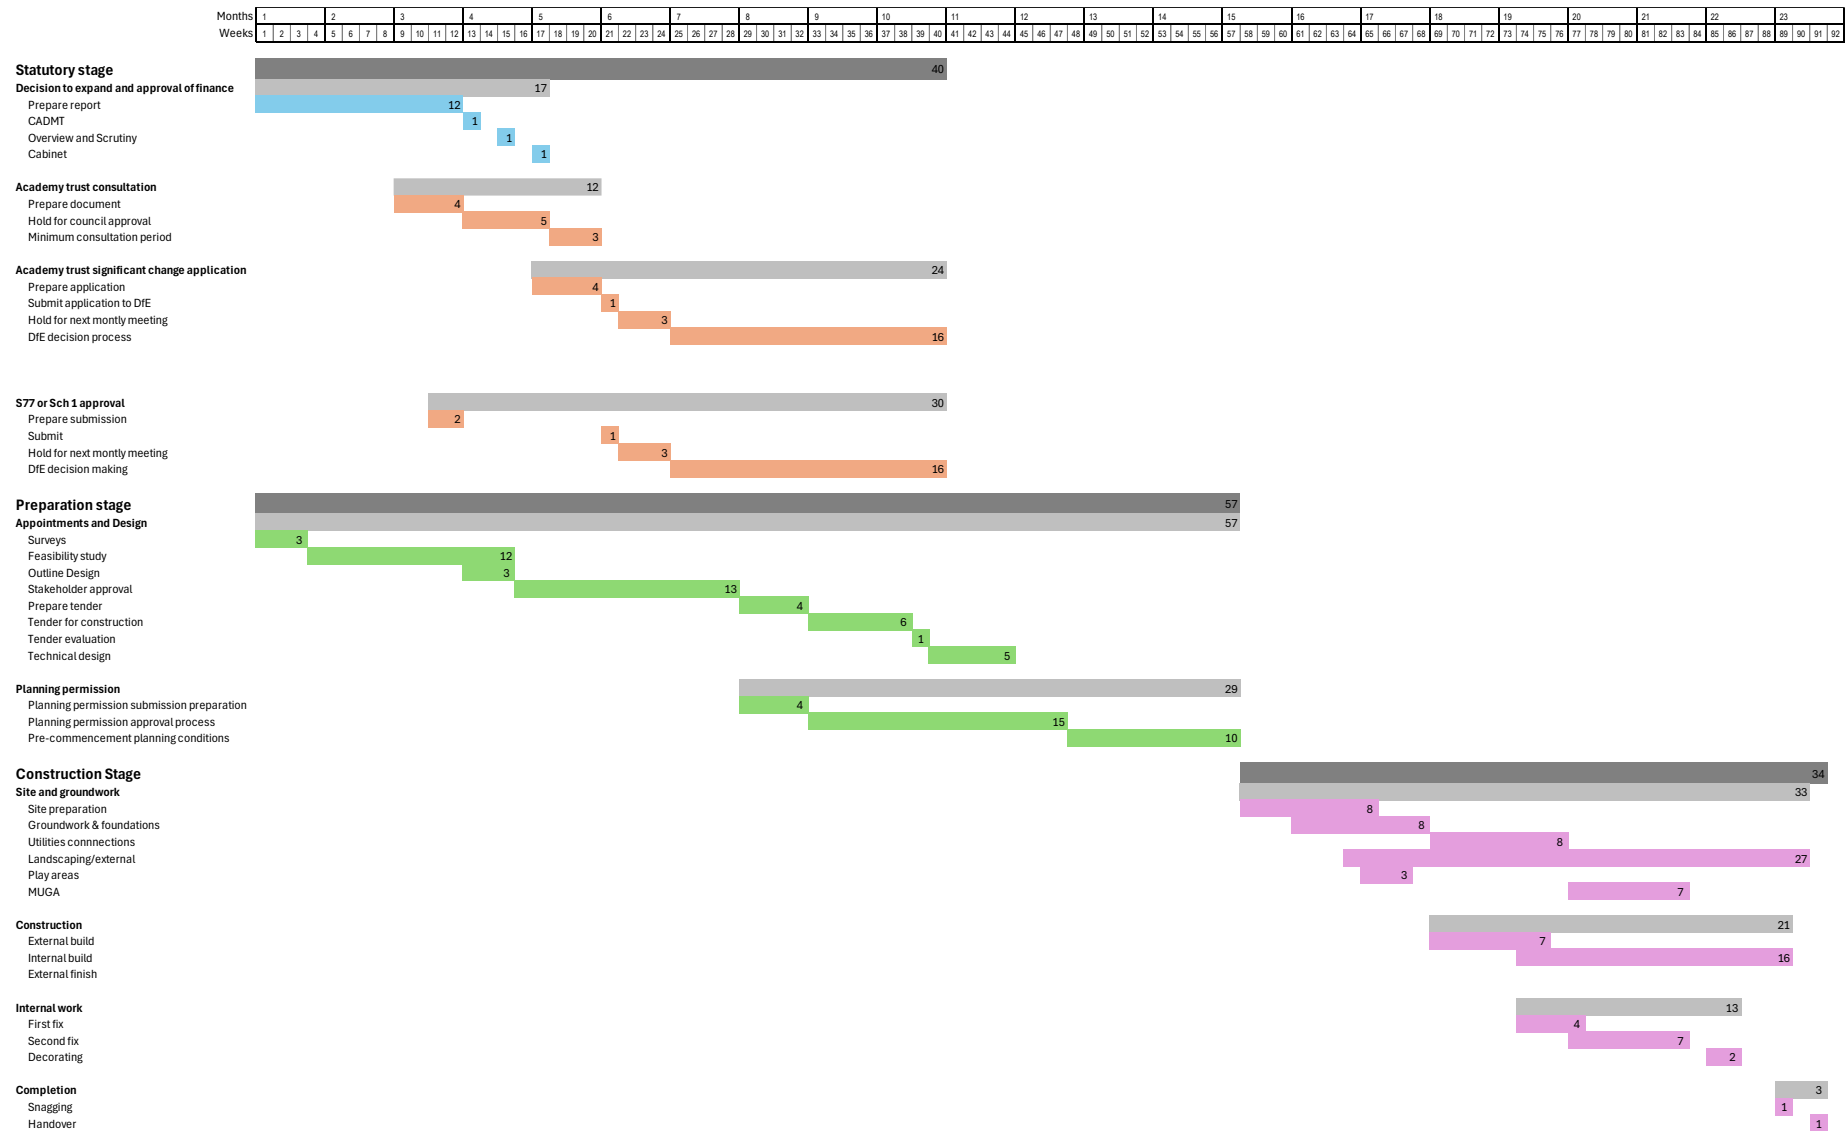 Months 1 2 3 4 5 6 7 8 9 10 11 12 13 14 15 16 17 18 19 20 21 22 23
Weeks 1 2 3 4 5 6 7 8 9 10 11 12 13 14 15 16 17 18 19 20 21 22 23 24 25 26 27 28 29 30 31 32 33 34 35 36 37 38 39 40 41 42 43 44 45 46 47 48 49 50 51 52 53 54 55 56 57 58 59 60 61 62 63 64 65 66 67 68 69 70 71 72 73 74 75 76 77 78 79 80 81 82 83 84 85 86 87 88 89 90 91 92
Statutory stage 40
Decision to expand and approval of finance 17
Prepare report 12
CADMT 1
Overview and Scrutiny 1
Cabinet 1
Academy trust consultation 12
Prepare document 4
Hold for council approval 5
Minimum consultation period 3
Academy trust significant change application 24
Prepare application 4
Submit application to DfE 1
Hold for next montly meeting 3
DfE decision process 16
S77 or Sch 1 approval 30
Prepare submission 2
Submit 1
Hold for next montly meeting 3
DfE decision making 16
Preparation stage 57
Appointments and Design 57
Surveys 3
Feasibility study 12
Outline Design 3
Stakeholder approval 13
Prepare tender 4
Tender for construction 6
Tender evaluation 1
Technical design 5
Planning permission 29
Planning permission submission preparation 4
Planning permission approval process 15
Pre-commencement planning conditions 10
Construction Stage 34
Site and groundwork 33
Site preparation 8
Groundwork & foundations 8
Utilities connnections 8
Landscaping/external 27
Play areas 3
MUGA 7
Construction 21
External build 7
Internal build 16
External finish
Internal work 13
First fix 4
Second fix 7
Decorating 2
Completion 3
Snagging 1
Handover 1